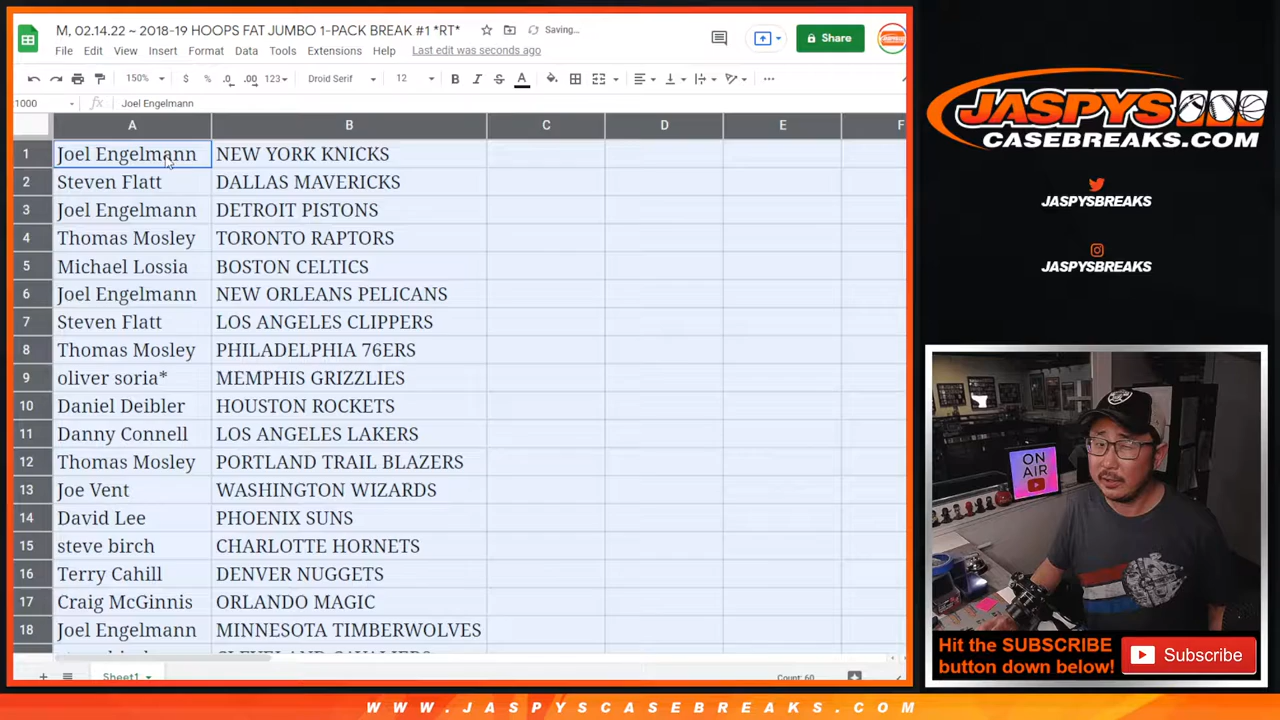 M, 02.14.22 ~ 2018-19 HOOPS FAT JUMBO 1-PACK BREAK #1 *RT*
Saving...
File Edit View Insert Format Data Tools Extensions Help Last edit was seconds ago
Share
150% $ % .0 .00 123 Droid Serif 12 B I S A
1000 fx Joel Engelmann
A B C D E F
1 Joel Engelmann NEW YORK KNICKS
2 Steven Flatt DALLAS MAVERICKS
3 Joel Engelmann DETROIT PISTONS
4 Thomas Mosley TORONTO RAPTORS
5 Michael Lossia BOSTON CELTICS
6 Joel Engelmann NEW ORLEANS PELICANS
7 Steven Flatt LOS ANGELES CLIPPERS
8 Thomas Mosley PHILADELPHIA 76ERS
9 oliver soria* MEMPHIS GRIZZLIES
10 Daniel Deibler HOUSTON ROCKETS
11 Danny Connell LOS ANGELES LAKERS
12 Thomas Mosley PORTLAND TRAIL BLAZERS
13 Joe Vent WASHINGTON WIZARDS
14 David Lee PHOENIX SUNS
15 steve birch CHARLOTTE HORNETS
16 Terry Cahill DENVER NUGGETS
17 Craig McGinnis ORLANDO MAGIC
18 Joel Engelmann MINNESOTA TIMBERWOLVES
Sheet1
Count: 60
JASPYS
CASEBREAKS.COM
JASPYSBREAKS
JASPYSBREAKS
ON
AIR
Hit the SUBSCRIBE
button down below!
Subscribe
WWW.JASPYSCASEBREAKS.COM